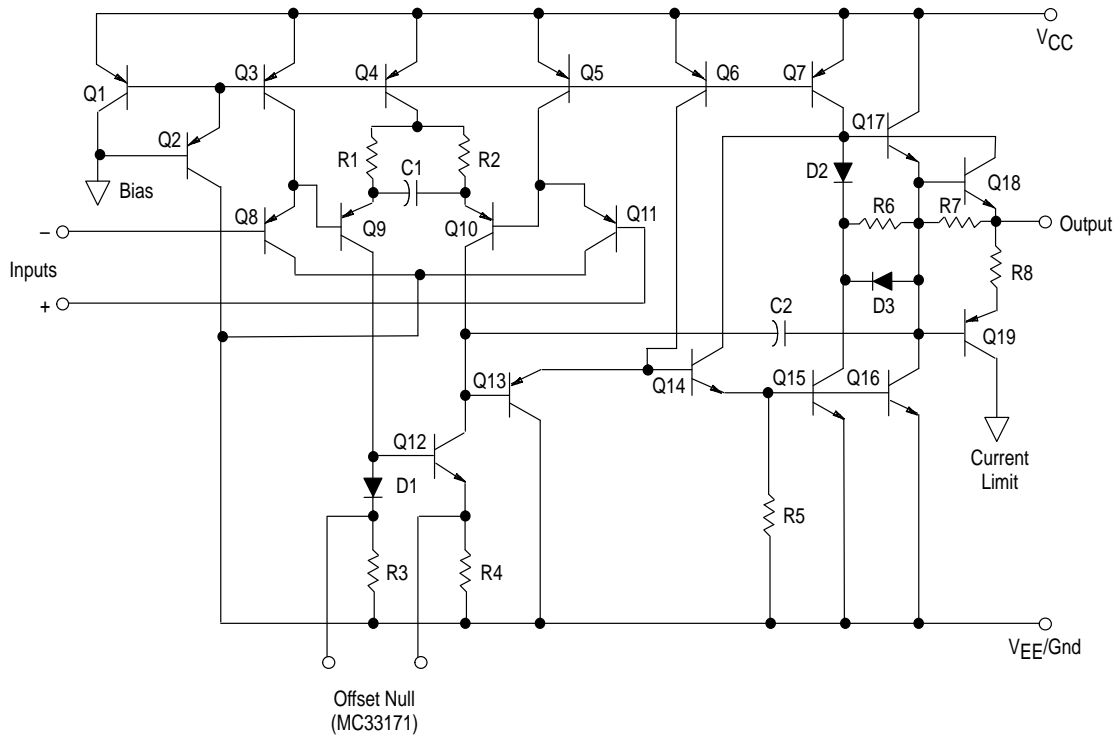 VCC
Q1
Q3
Q4
Q5
Q6
Q7
Q2
Q17
Bias
R1
C1
R2
D2
Q18
Q8
Q9
Q10
Q11
R6
R7
Output
–
Inputs
+
D3
R8
C2
Q19
Q13
Q14
Q15
Q16
Q12
D1
Current
Limit
R5
R3
R4
VEE/Gnd
Offset Null
(MC33171)